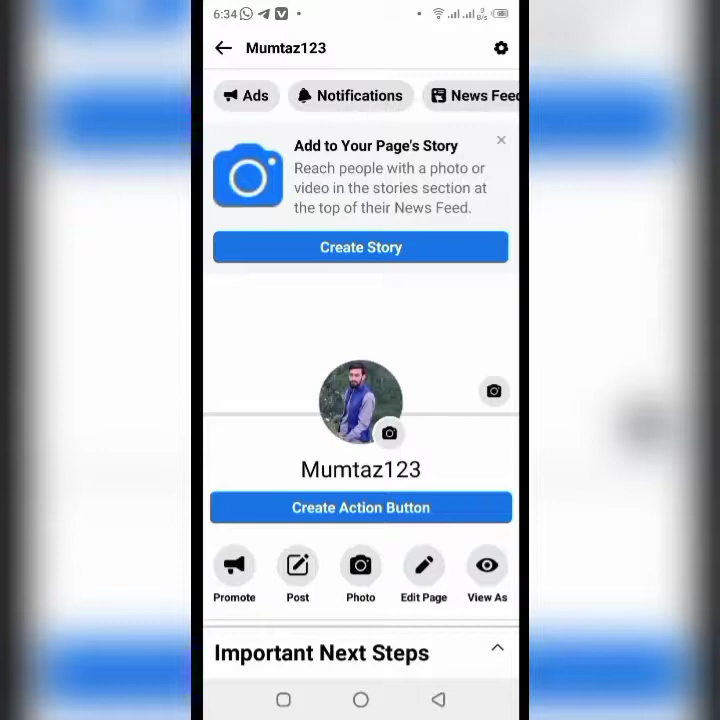 6:34
0
B/s
Mumtaz123
Ads
Notifications
News Feed
Add to Your Page's Story
Reach people with a photo or
video in the stories section at
the top of their News Feed.
Create Story
Mumtaz123
Create Action Button
Promote
Post
Photo
Edit Page
View As
Important Next Steps